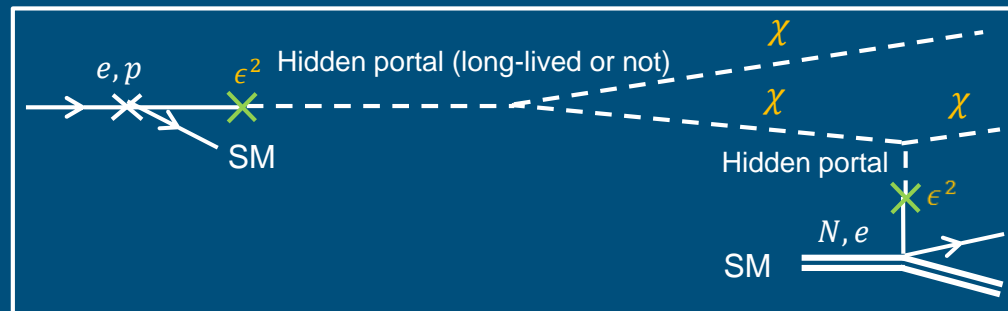 χ
e, p
ϵ²
Hidden portal (long-lived or not)
χ
χ
SM
Hidden portal
ϵ²
N, e
SM